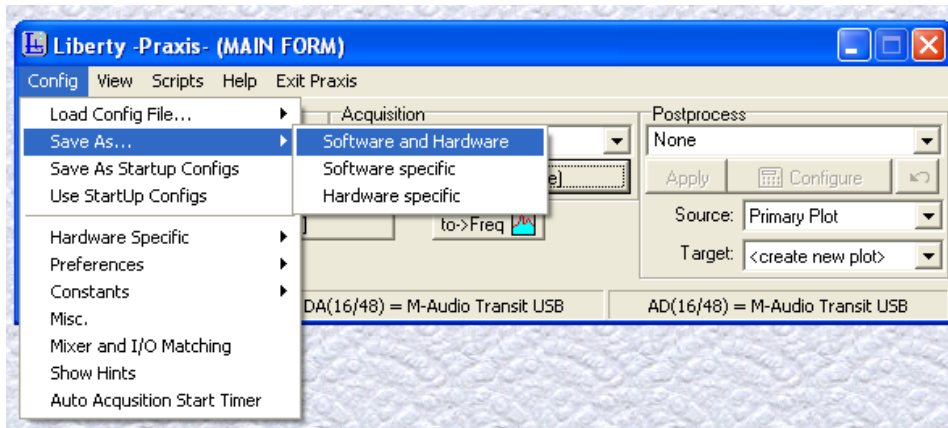 Liberty -Praxis- (MAIN FORM)
Config View Scripts Help Exit Praxis
Load Config File...
Save As...
Save As Startup Configs
Use StartUp Configs
Hardware Specific
Preferences
Constants
Misc.
Mixer and I/O Matching
Show Hints
Auto Acqusition Start Timer
Software and Hardware
Software specific
Hardware specific
Acquisition
to->Freq
Postprocess
None
Apply Configure
Source: Primary Plot
Target: <create new plot>
DA(16/48) = M-Audio Transit USB AD(16/48) = M-Audio Transit USB